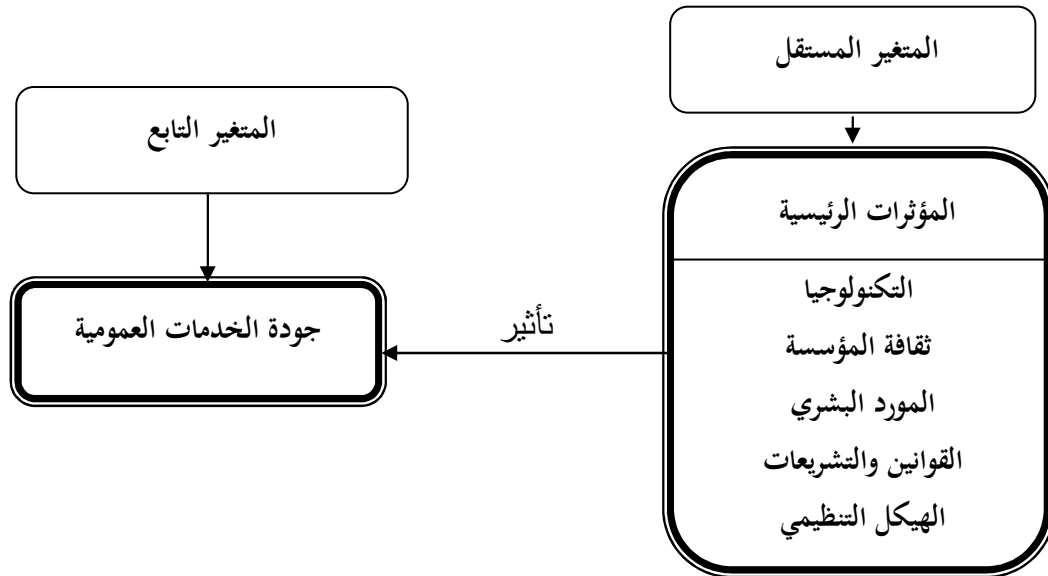 المتغير المستقل
المتغير التابع
المؤثرات الرئيسية
التكنولوجيا
ثقافة المؤسسة
المورد البشري
القوانين والتشريعات
الهيكل التنظيمي
تأثير
جودة الخدمات العمومية